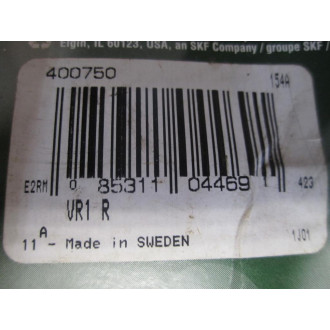 Elgin, IL 60123, USA, an SKF Company / groupe SKF /
400750 154A
E2RM 0 85311 04469 1 423
VR1 R
A
11 - Made in SWEDEN 1J01